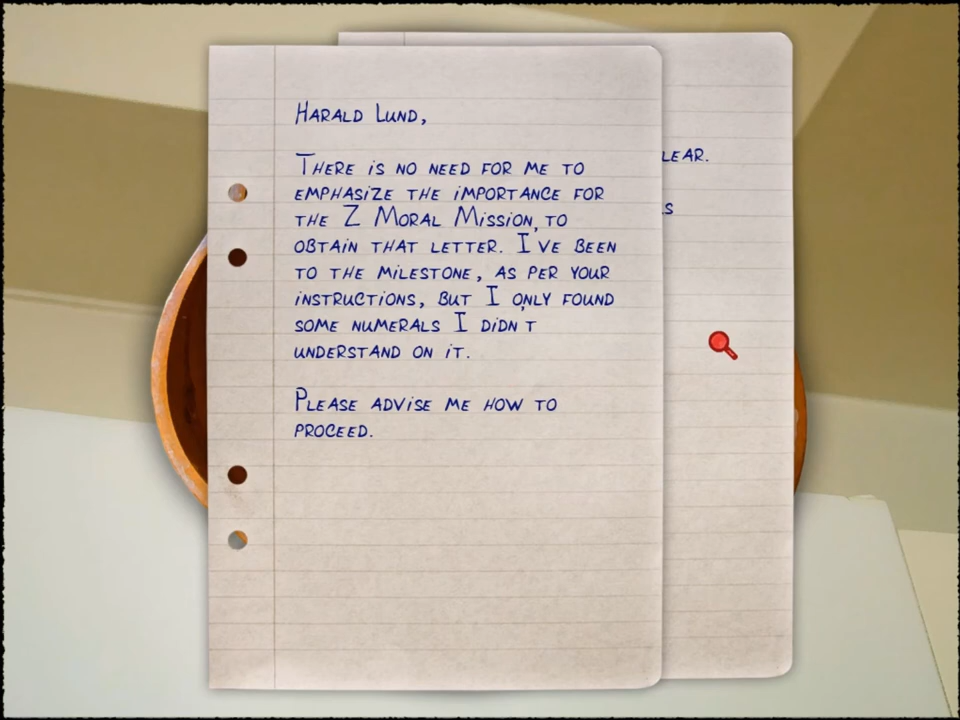 Harald Lund,
There is no need for me to
emphasize the importance for
the Z Moral Mission, to
obtain that letter. I've been
to the milestone, as per your
instructions, but I only found
some numerals I didn't
understand on it.
Please advise me how to
proceed.
lear.
s